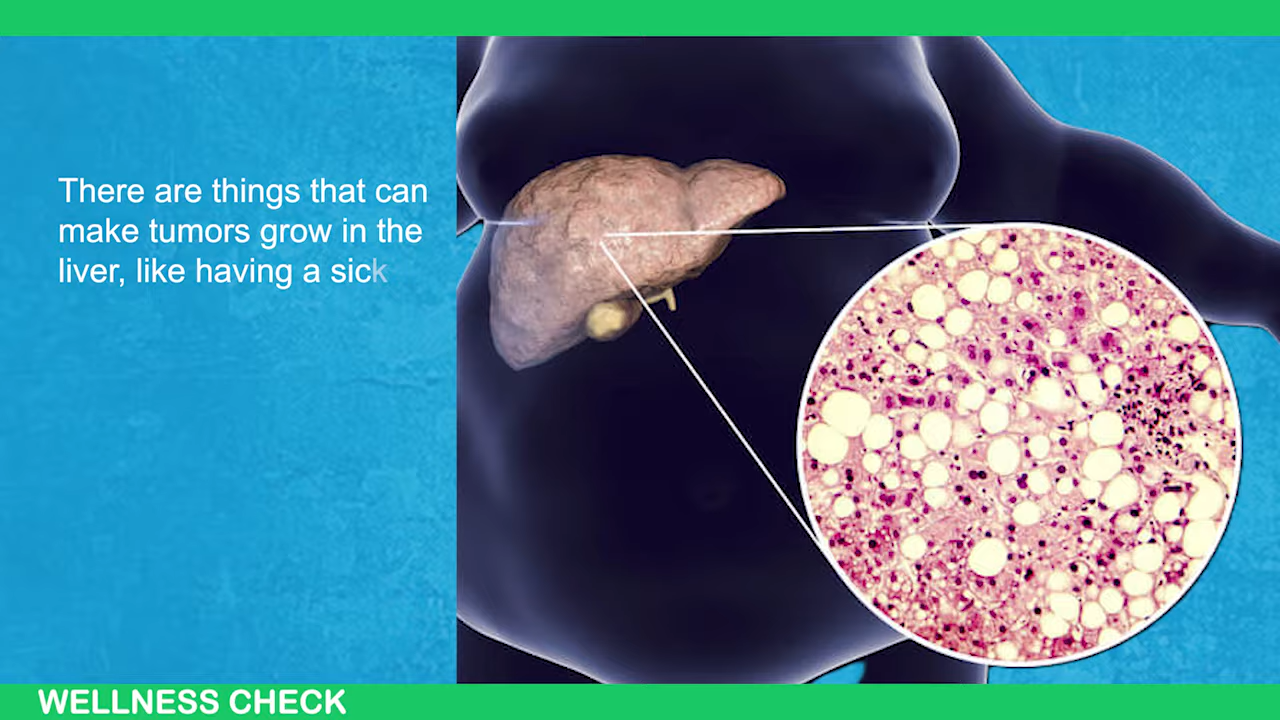 There are things that can
make tumors grow in the
liver, like having a sick
WELLNESS CHECK